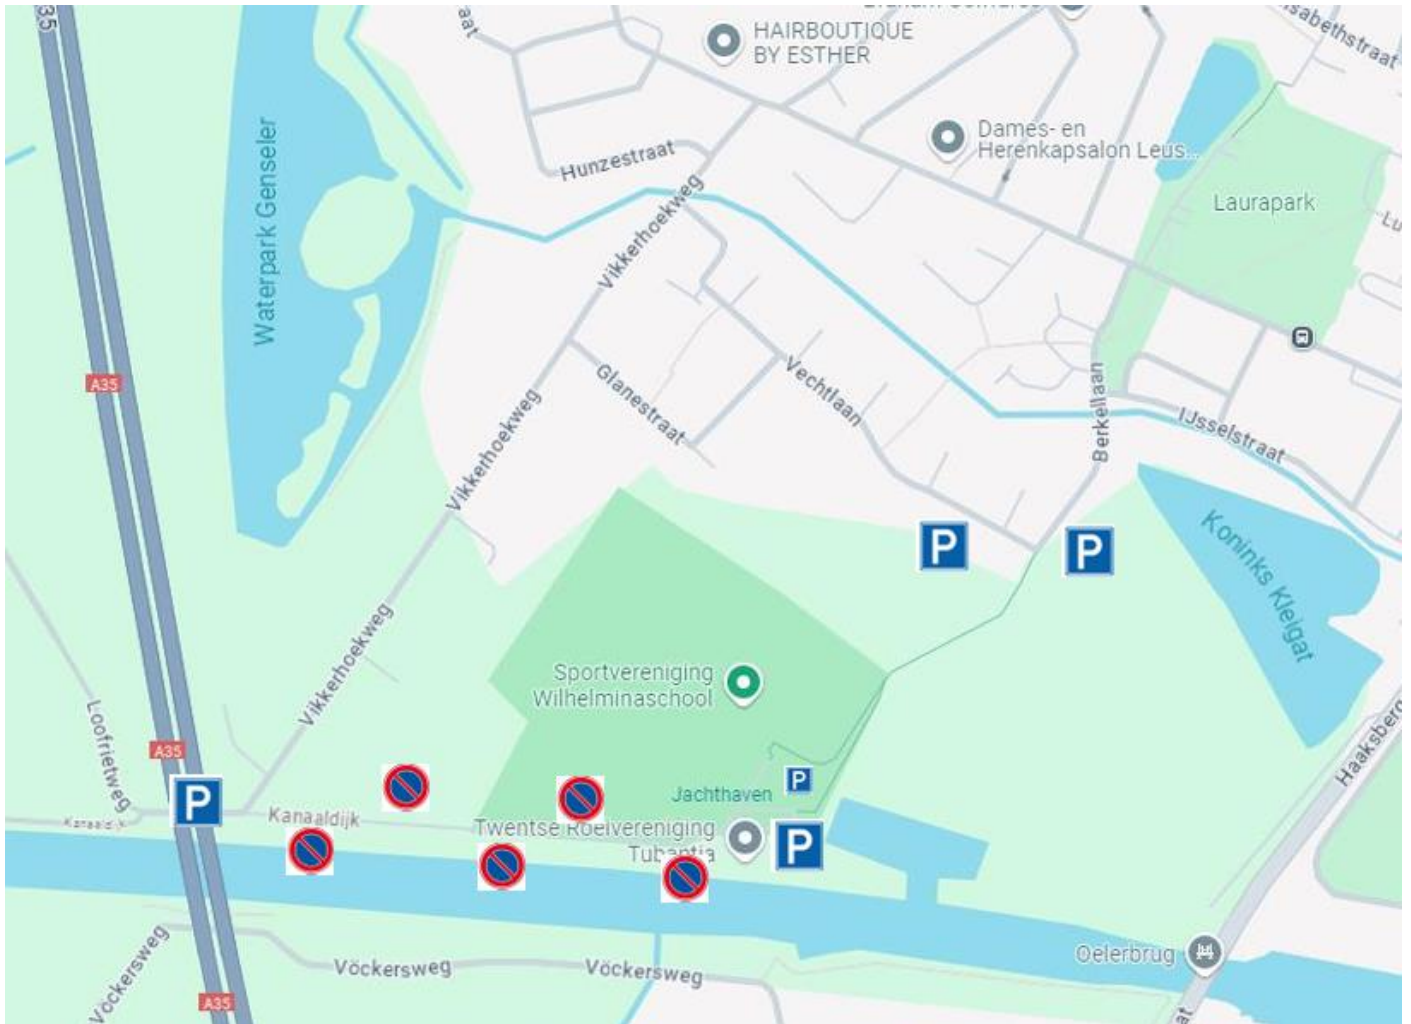 35
HAIRBOUTIQUE
BY ESTHER
Dames- en
Herenkapsalon Leus...
Hunzestraat
Waterpark Genseler
Vikkerhoekweg
Laurapark
A35
Glanestraat
Vechtlaan
Berkellaan
IJsselstraat
Vikkerhoekweg
P
P
Koninks Kleigat
Vikkerhoekweg
Sportvereniging
Wilhelminaschool
Loofrietweg
A35
P
Jachthaven
P
Kanaaldijk
Kanaaldijk
Twentse Roeivereniging
Tubantia
P
Haaksberg
Oelerbrug
Vöckersweg
Vöckersweg
Vöckersweg
A35